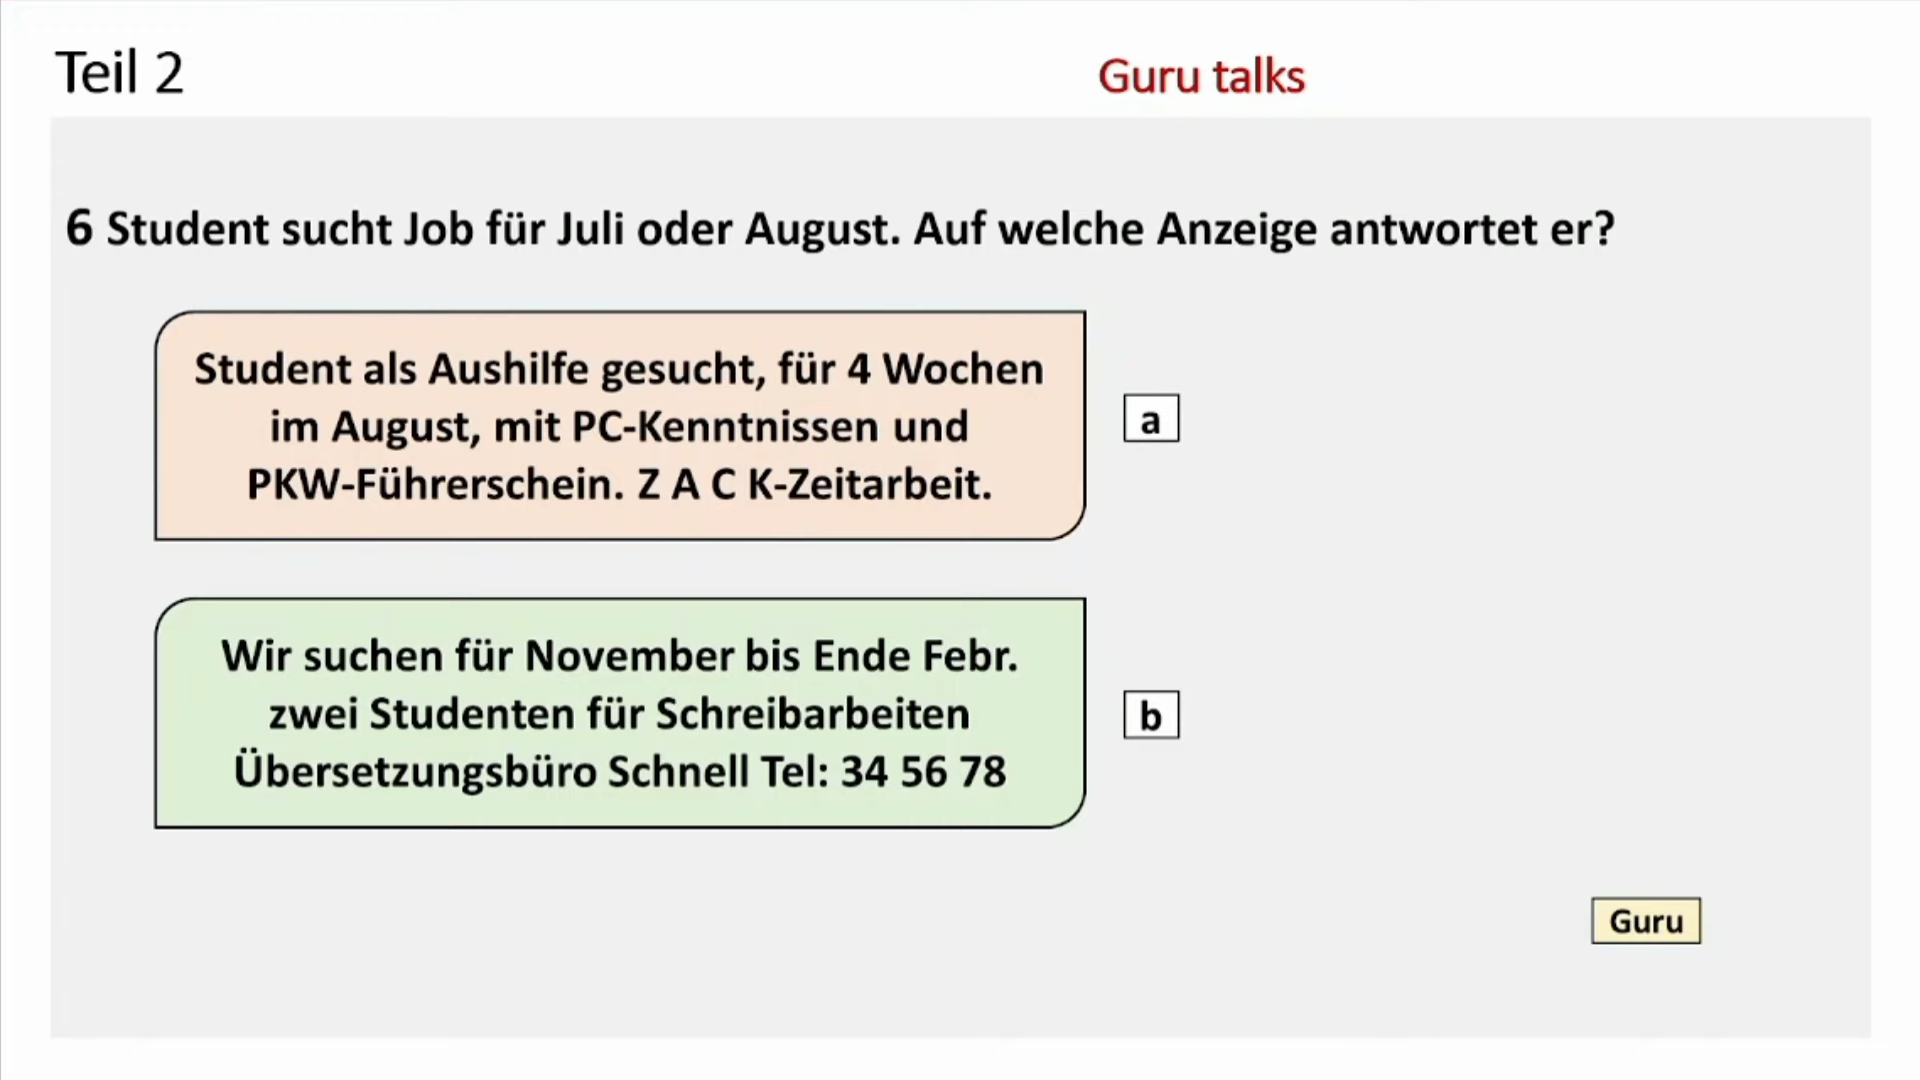 Teil 2
Guru talks
6 Student sucht Job für Juli oder August. Auf welche Anzeige antwortet er?
Student als Aushilfe gesucht, für 4 Wochen
im August, mit PC-Kenntnissen und
PKW-Führerschein. Z A C K-Zeitarbeit.
a
Wir suchen für November bis Ende Febr.
zwei Studenten für Schreibarbeiten
Übersetzungsbüro Schnell Tel: 34 56 78
b
Guru